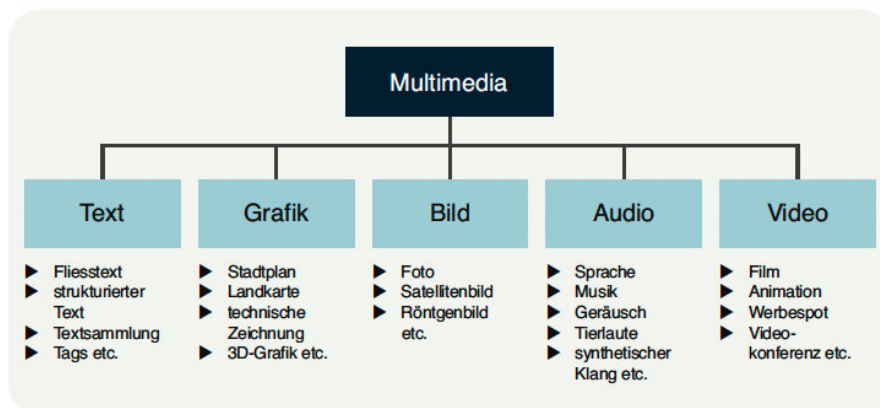 Multimedia
Text
Fliesstext
strukturierter
Text
Textsammlung
Tags etc.
Grafik
Stadtplan
Landkarte
technische
Zeichnung
3D-Grafik etc.
Bild
Foto
Satellitenbild
Röntgenbild
etc.
Audio
Sprache
Musik
Geräusch
Tierlaute
synthetischer
Klang etc.
Video
Film
Animation
Werbespot
Video-
konferenz etc.